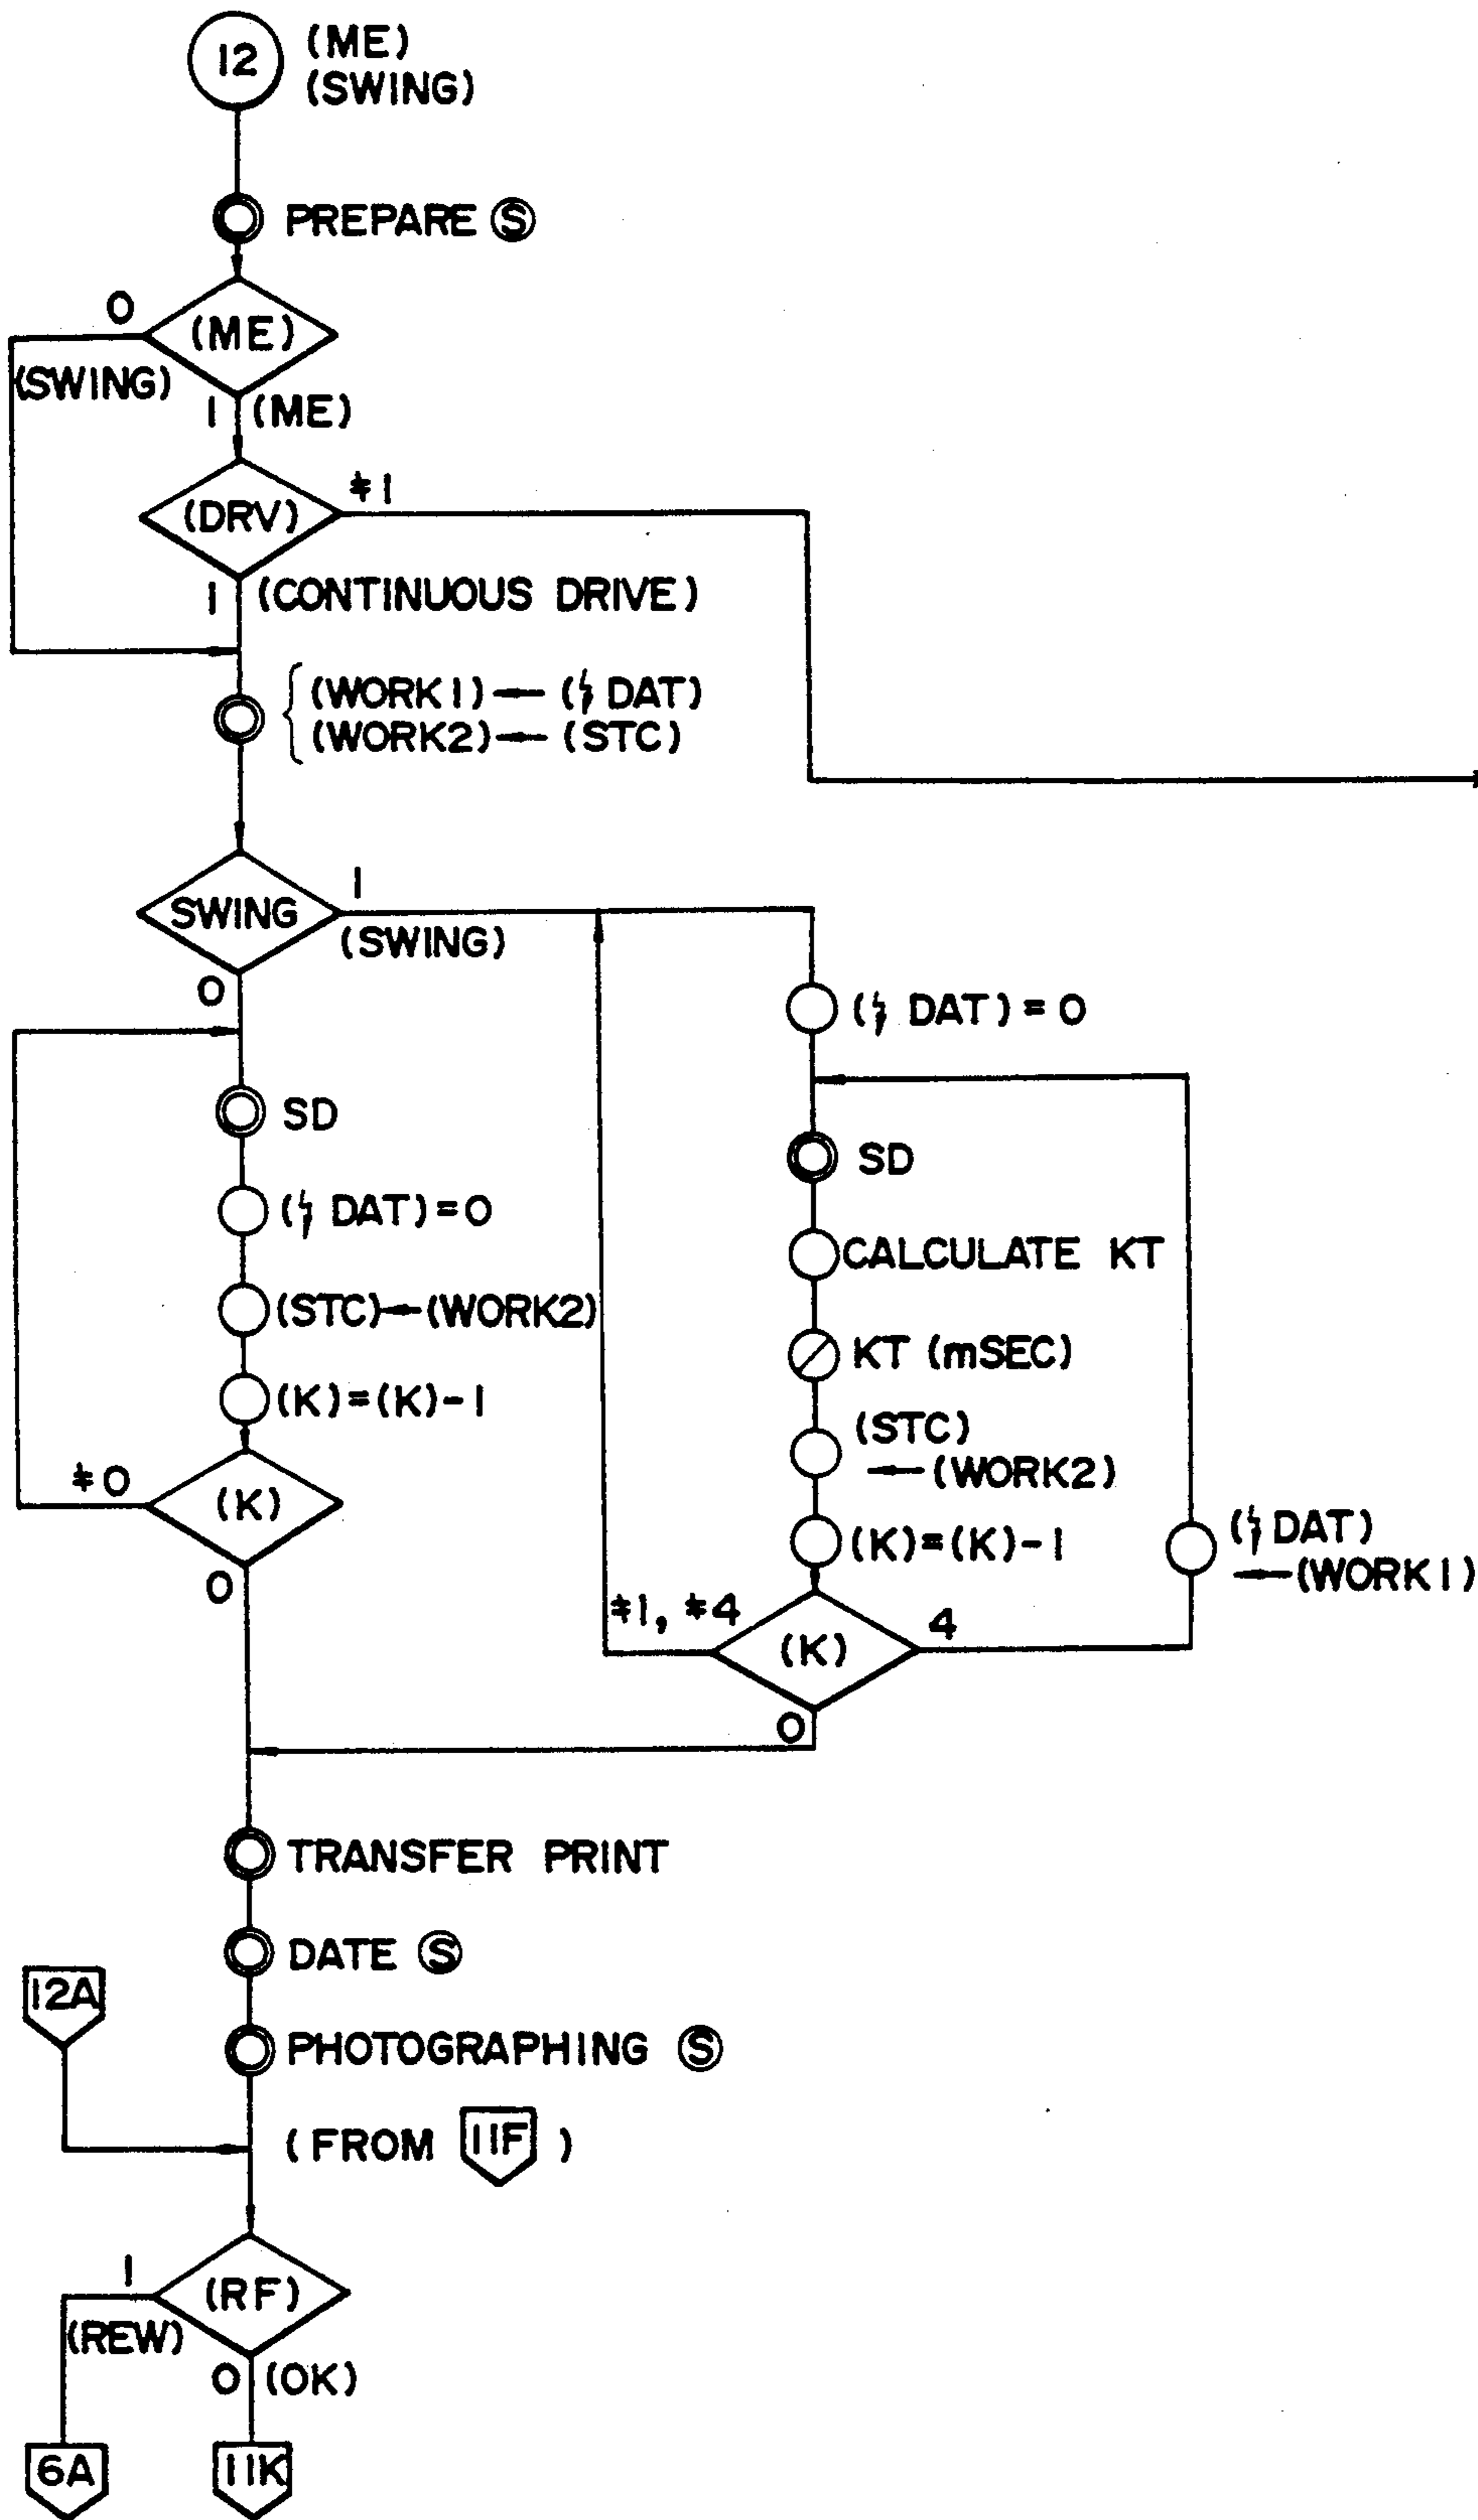 12
(ME)
(SWING)
PREPARE Ⓢ
0
(ME)
(SWING)
1 (ME)
(DRV)
≠1
1 (CONTINUOUS DRIVE)
(WORK1)←(ϟ DAT)
(WORK2)←(STC)
SWING
1
(SWING)
0
(ϟ DAT)=0
SD
SD
(ϟ DAT)=0
CALCULATE KT
(STC)←(WORK2)
KT (mSEC)
(K)=(K)-1
(STC)
←(WORK2)
≠0
(K)
0
(K)=(K)-1
(ϟ DAT)
←(WORK1)
≠1, ≠4
(K)
4
0
TRANSFER PRINT
DATE Ⓢ
12A
PHOTOGRAPHING Ⓢ
(FROM 11F)
1
(RF)
(REW)
0 (OK)
6A
11K